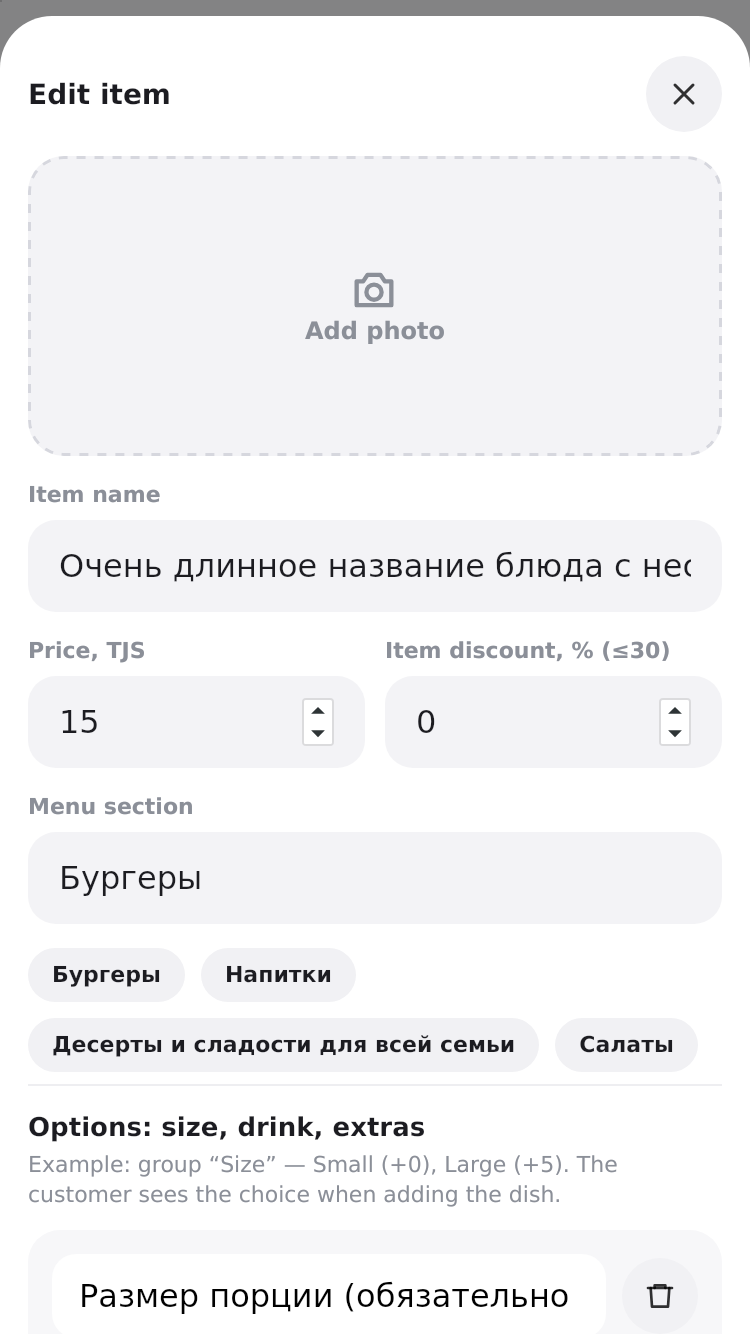 Edit item
Add photo
Item name
Очень длинное название блюда с нес
Price, TJS
Item discount, % (≤30)
15
0
Menu section
Бургеры
Бургеры
Напитки
Десерты и сладости для всей семьи
Салаты
Options: size, drink, extras
Example: group “Size” — Small (+0), Large (+5). The
customer sees the choice when adding the dish.
Размер порции (обязательно